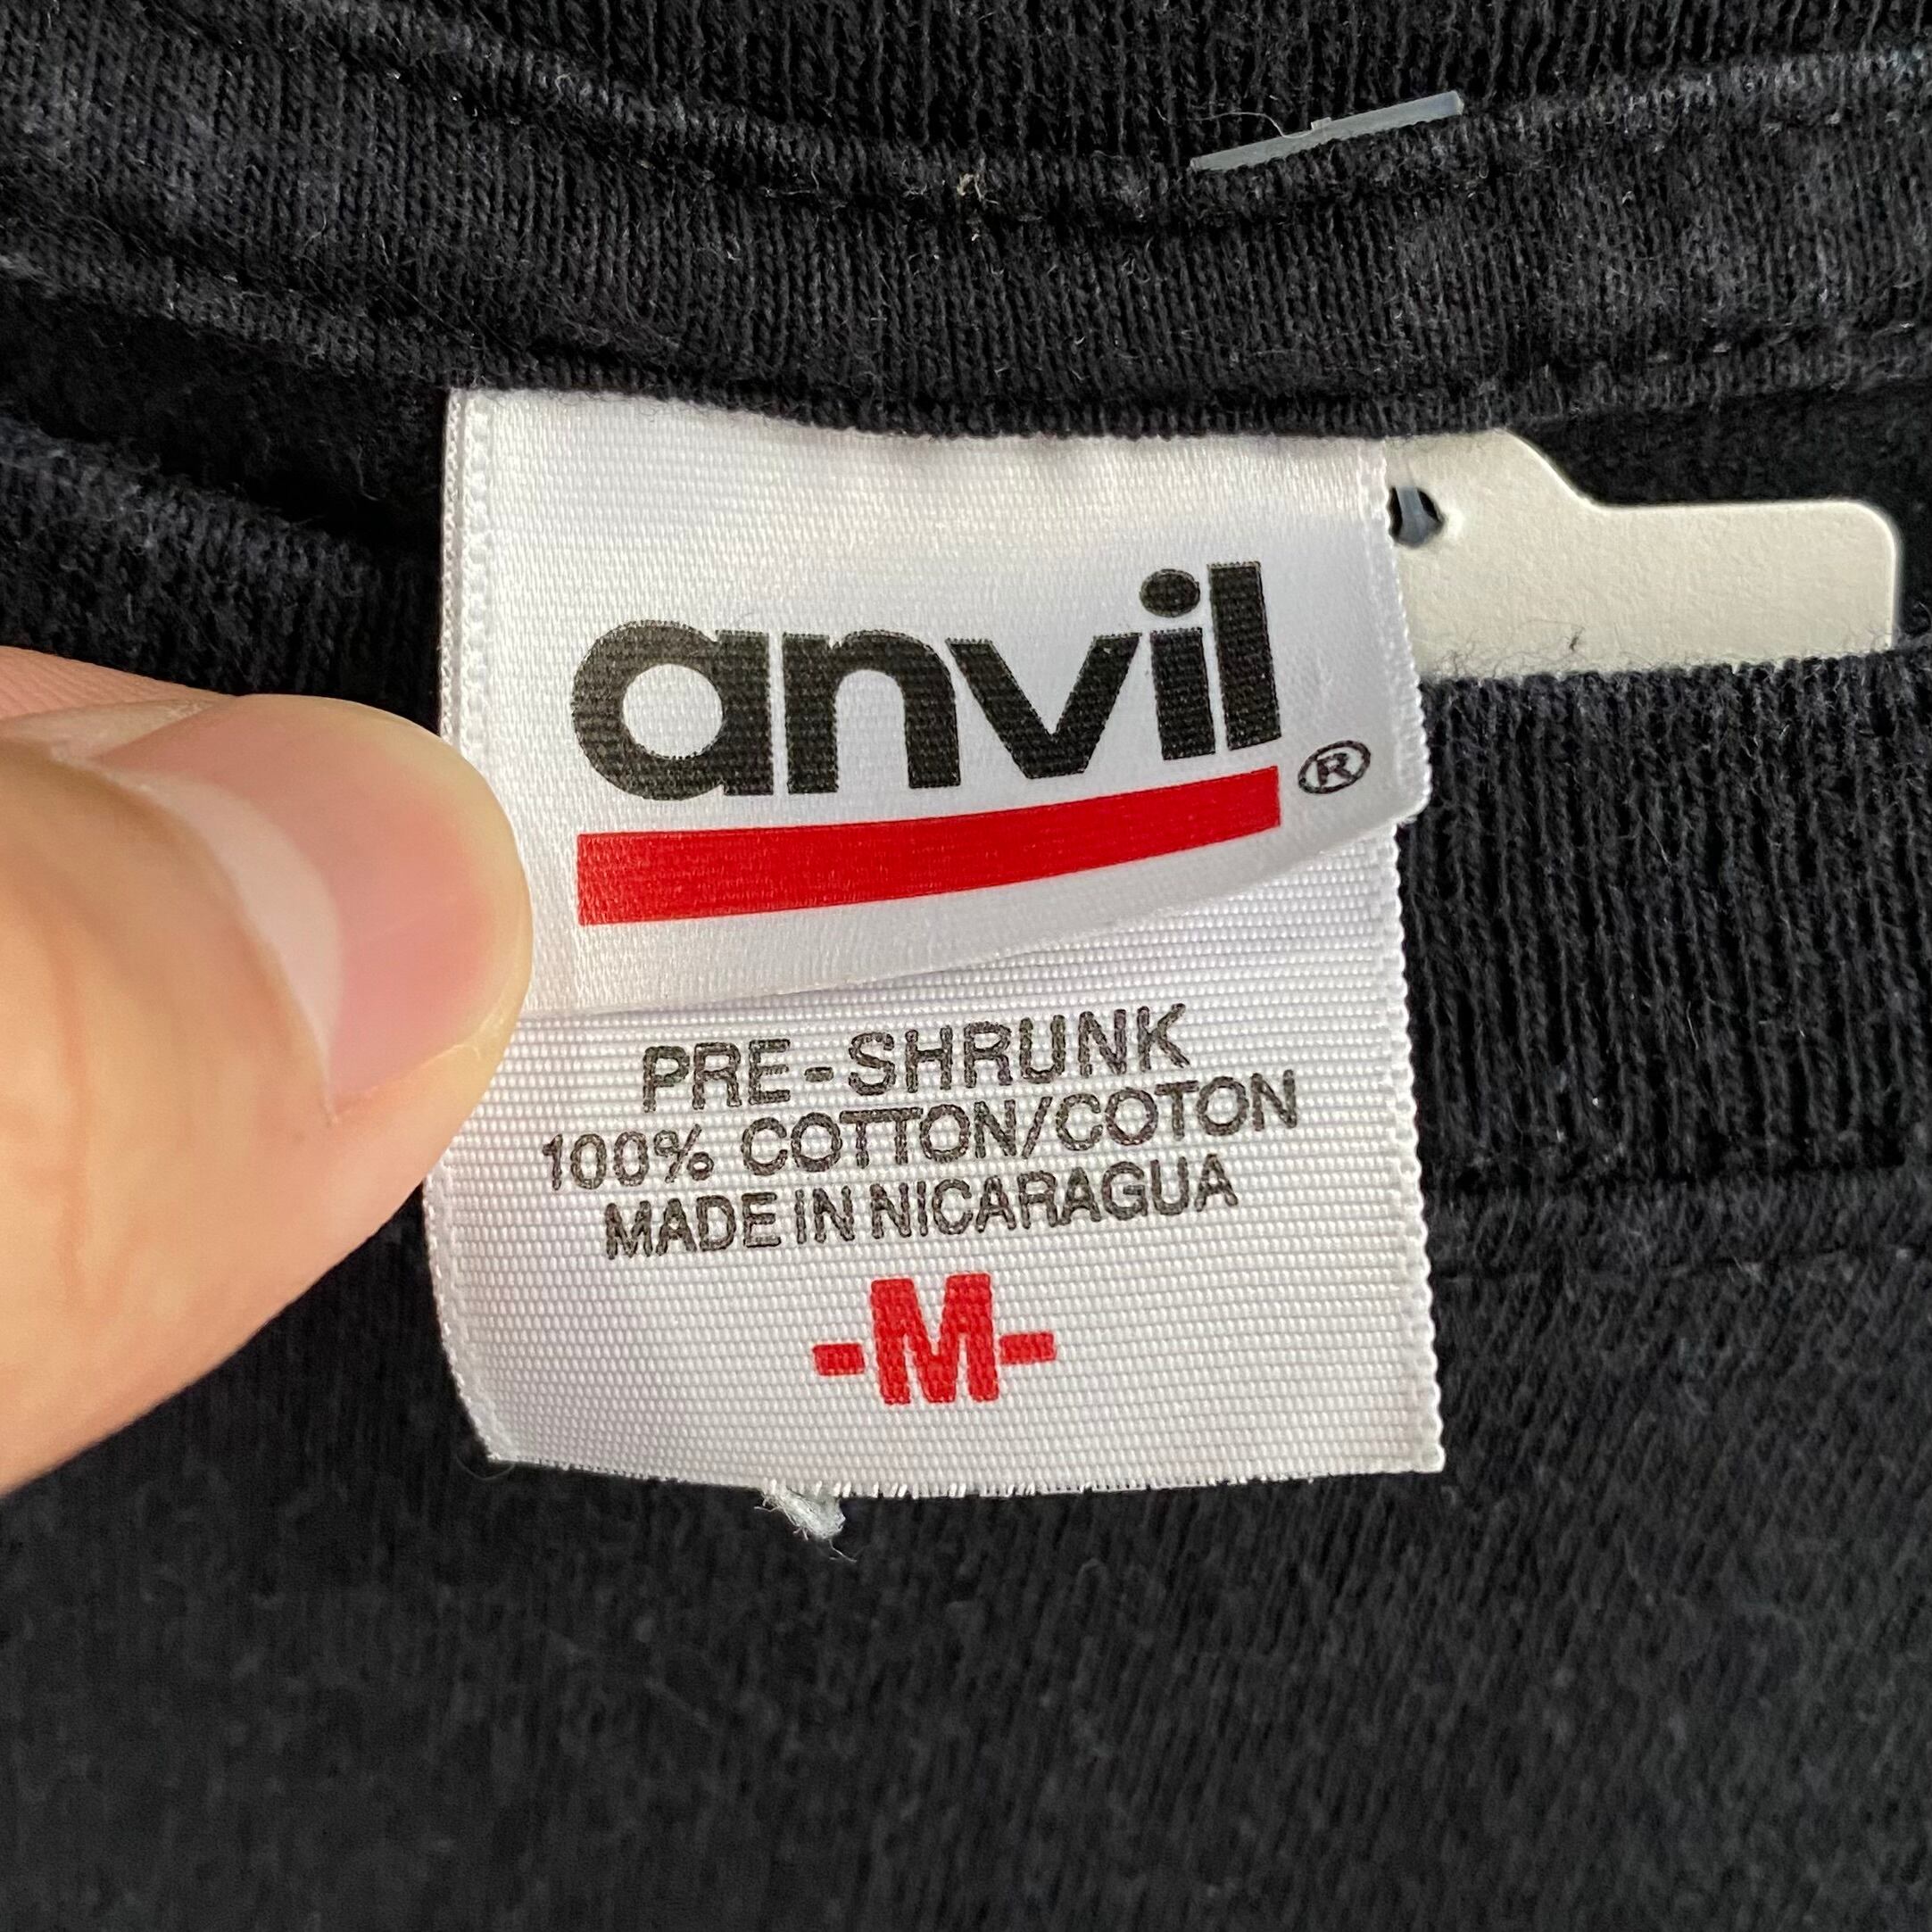 anvil®
PRE-SHRUNK
100% COTTON/COTON
MADE IN NICARAGUA
-M-